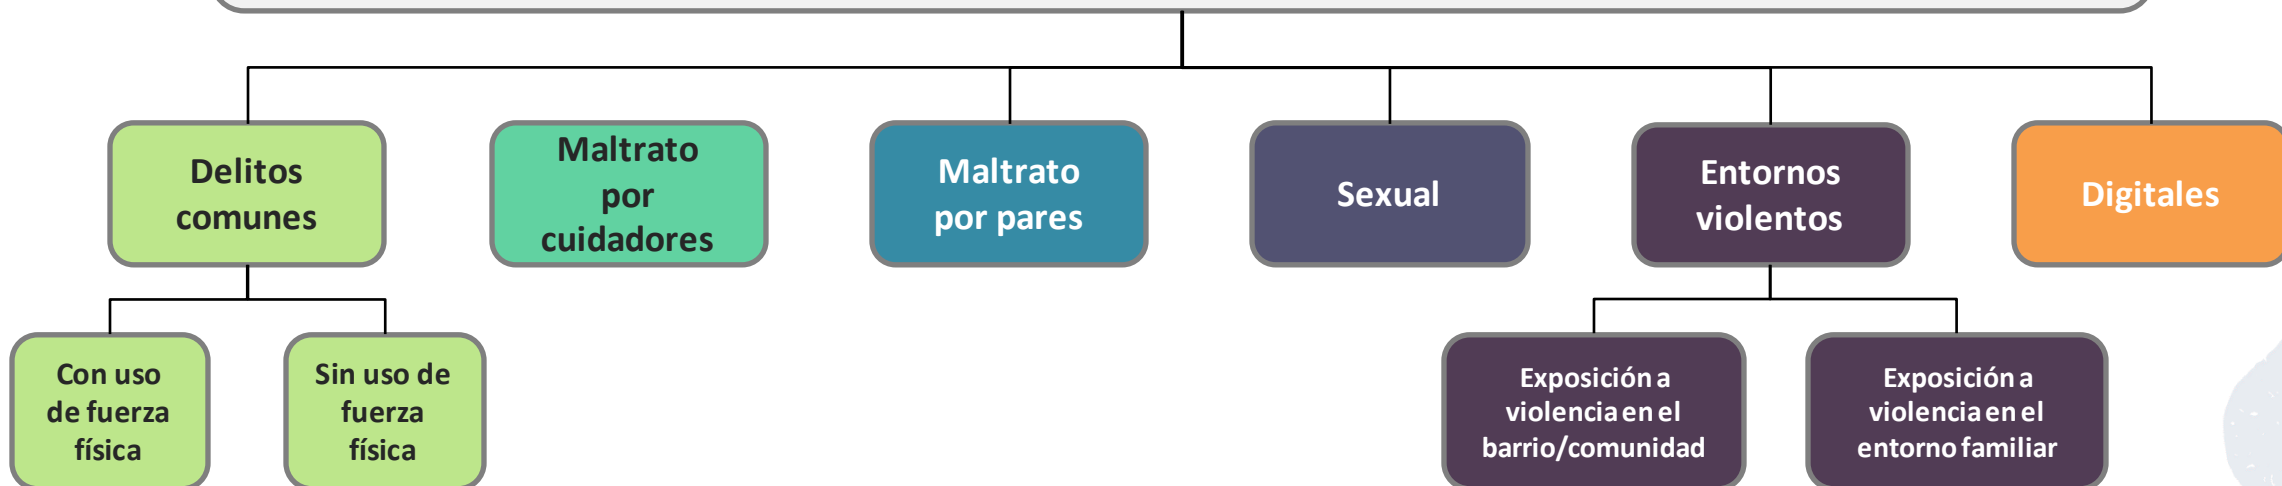 Delitos
comunes
Maltrato
por
cuidadores
Maltrato
por pares
Sexual
Entornos
violentos
Digitales
Con uso
de fuerza
física
Sin uso de
fuerza
física
Exposición a
violencia en el
barrio/comunidad
Exposición a
violencia en el
entorno familiar